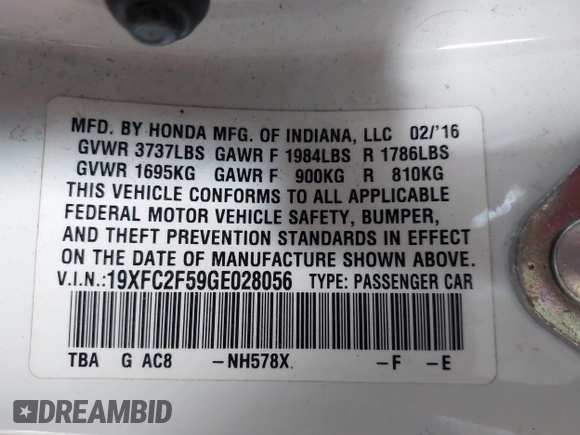 MFD. BY HONDA MFG. OF INDIANA, LLC 02/'16
GVWR 3737LBS GAWR F 1984LBS R 1786LBS
GVWR 1695KG GAWR F 900KG R 810KG
THIS VEHICLE CONFORMS TO ALL APPLICABLE
FEDERAL MOTOR VEHICLE SAFETY, BUMPER,
AND THEFT PREVENTION STANDARDS IN EFFECT
ON THE DATE OF MANUFACTURE SHOWN ABOVE.
V.I.N.:19XFC2F59GE028056 TYPE: PASSENGER CAR
TBA G AC8 –NH578X –F –E
DREAMBID